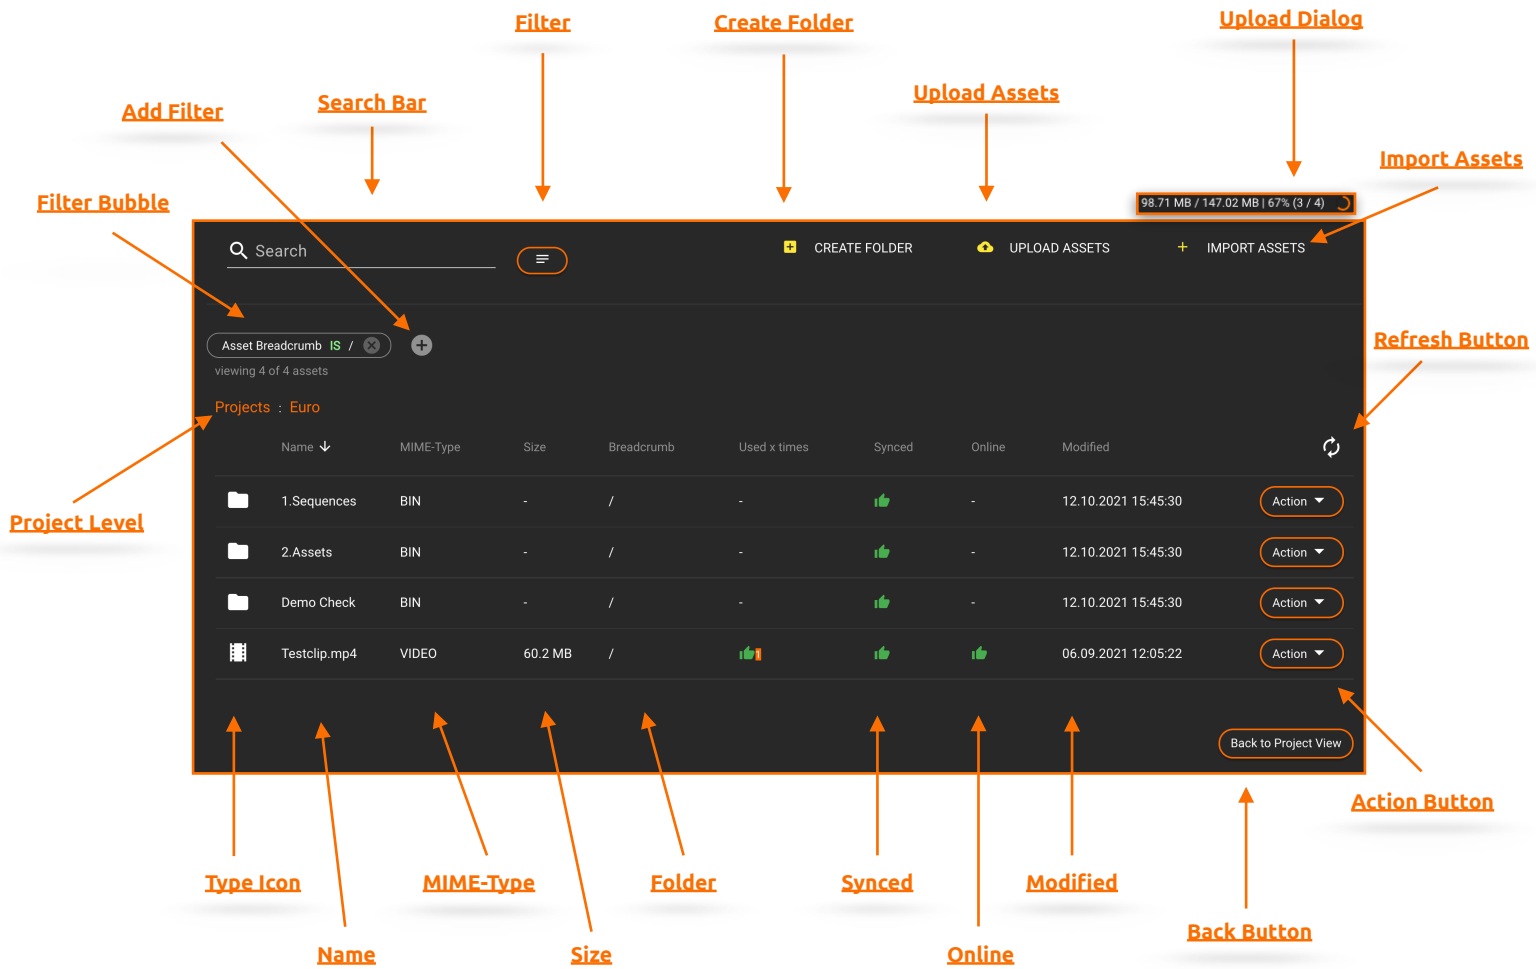 Upload Dialog
Filter
Create Folder
Upload Assets
Search Bar
Add Filter
Import Assets
Filter Bubble
98.71 MB / 147.02 MB | 67% (3 / 4)
Search
CREATE FOLDER
UPLOAD ASSETS
IMPORT ASSETS
Refresh Button
Asset Breadcrumb IS /
viewing 4 of 4 assets
Projects : Euro
Name MIME-Type Size Breadcrumb Used x times Synced Online Modified
1.Sequences BIN - / - - 12.10.2021 15:45:30 Action
Project Level
2.Assets BIN - / - - 12.10.2021 15:45:30 Action
Demo Check BIN - / - - 12.10.2021 15:45:30 Action
Testclip.mp4 VIDEO 60.2 MB / 1 06.09.2021 12:05:22 Action
Back to Project View
Action Button
Type Icon
MIME-Type
Folder
Synced
Modified
Back Button
Name
Size
Online